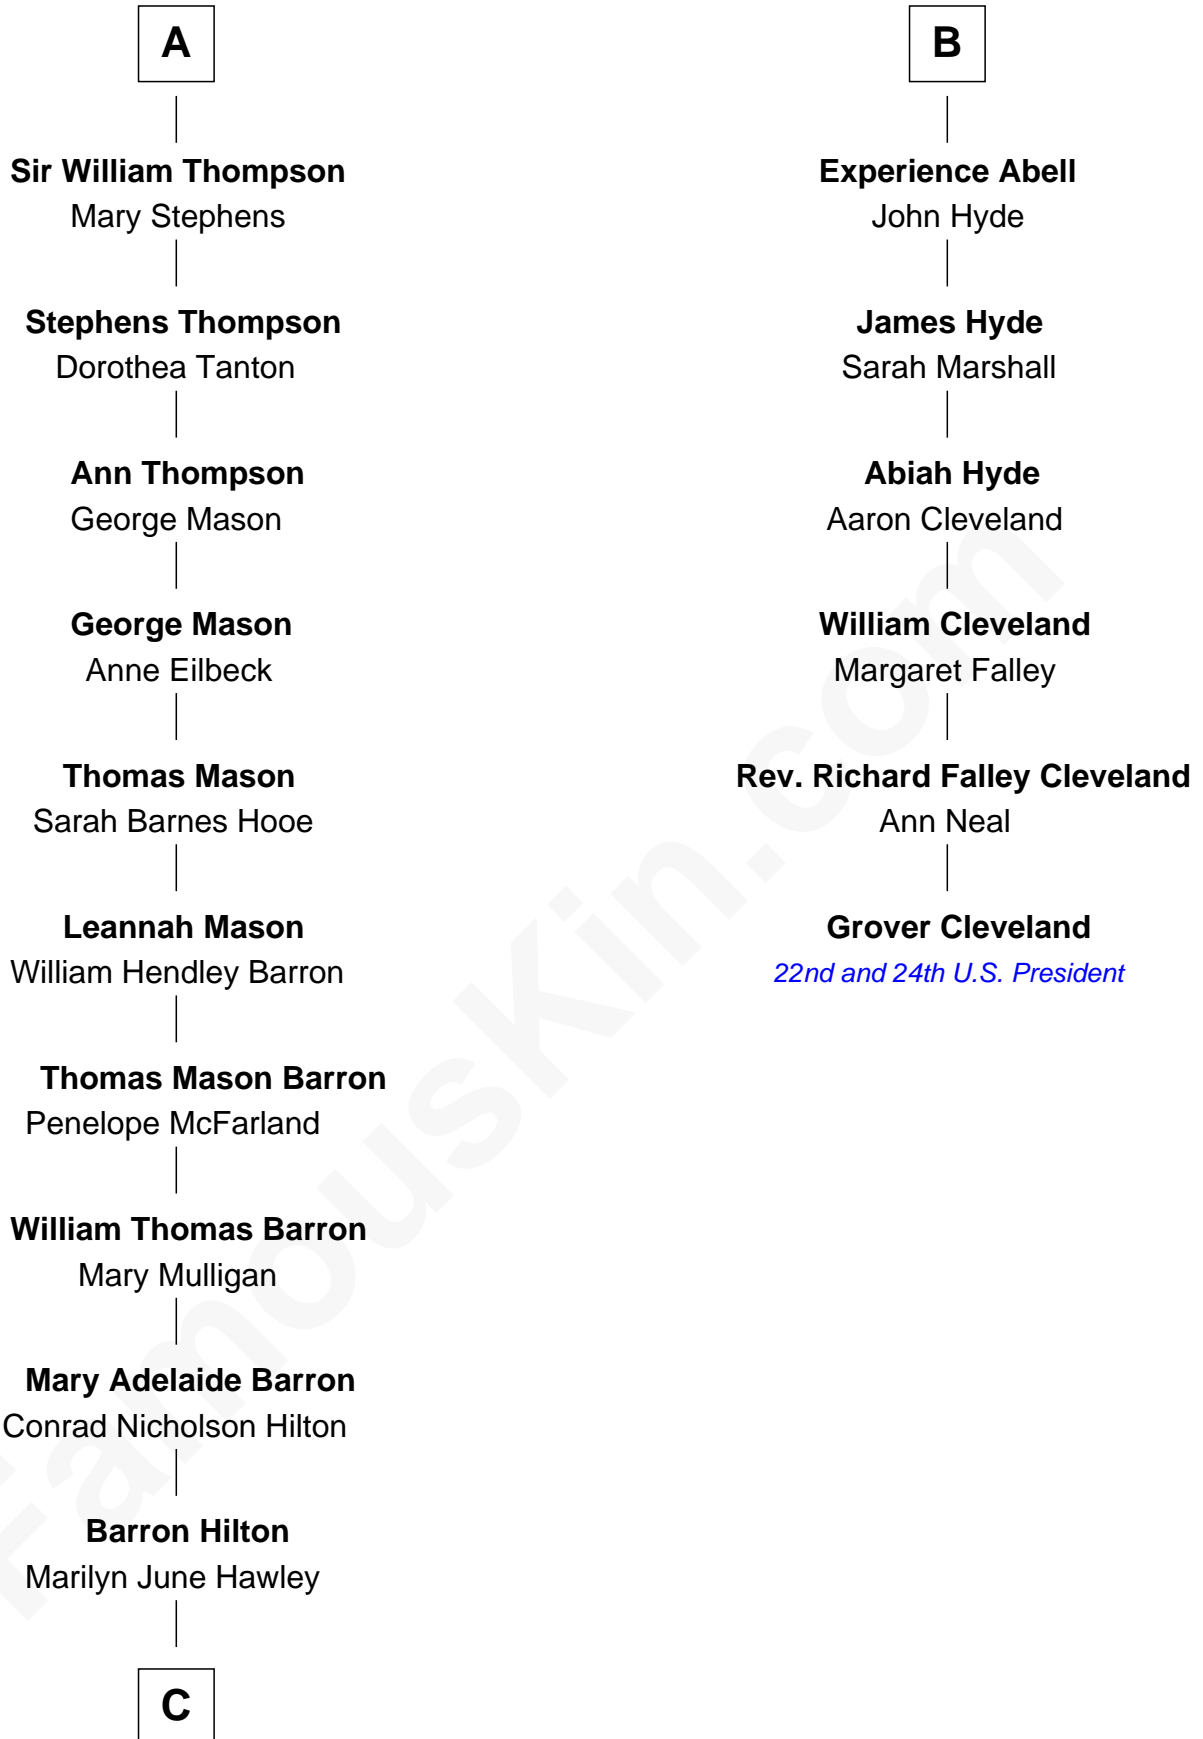 A
Sir William Thompson
Mary Stephens
Stephens Thompson
Dorothea Tanton
Ann Thompson
George Mason
George Mason
Anne Eilbeck
Thomas Mason
Sarah Barnes Hooe
Leannah Mason
William Hendley Barron
Thomas Mason Barron
Penelope McFarland
William Thomas Barron
Mary Mulligan
Mary Adelaide Barron
Conrad Nicholson Hilton
Barron Hilton
Marilyn June Hawley
C
B
Experience Abell
John Hyde
James Hyde
Sarah Marshall
Abiah Hyde
Aaron Cleveland
William Cleveland
Margaret Falley
Rev. Richard Falley Cleveland
Ann Neal
Grover Cleveland
22nd and 24th U.S. President
FamousKin.com